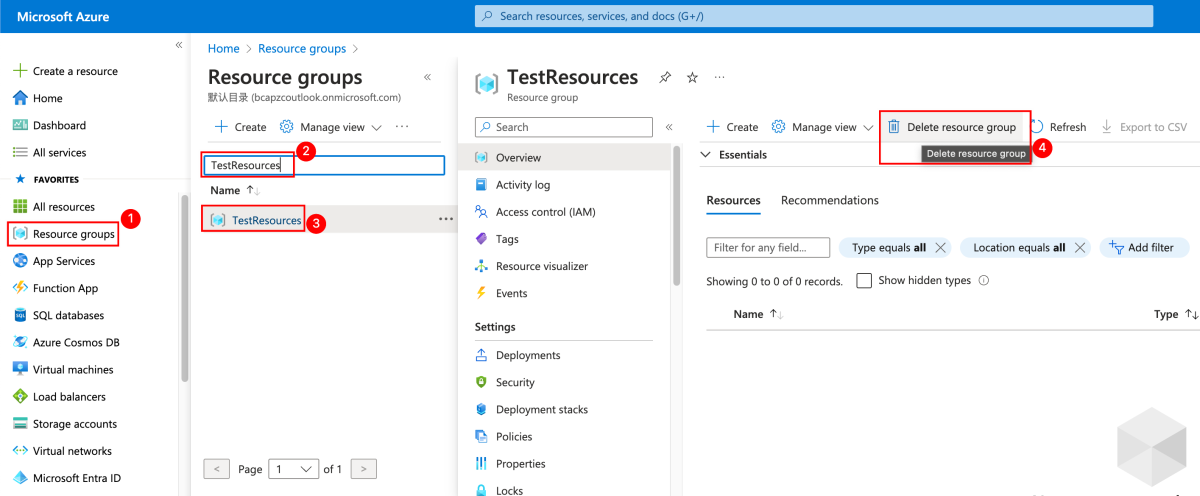 Microsoft Azure
Search resources, services, and docs (G+/)
Create a resource
Home
Dashboard
All services
FAVORITES
All resources
Resource groups
1
App Services
Function App
SQL databases
Azure Cosmos DB
Virtual machines
Load balancers
Storage accounts
Virtual networks
Microsoft Entra ID
Home > Resource groups >
Resource groups
默认目录 (bcapzcoutlook.onmicrosoft.com)
Create
Manage view
TestResources
2
Name
TestResources
3
< Page 1 of 1 >
TestResources
Resource group
Search
Overview
Activity log
Access control (IAM)
Tags
Resource visualizer
Events
Settings
Deployments
Security
Deployment stacks
Policies
Properties
Locks
Create
Manage view
Delete resource group
Refresh
Export to CSV
Delete resource group
4
Essentials
Resources
Recommendations
Filter for any field...
Type equals all
Location equals all
Add filter
Showing 0 to 0 of 0 records.
Show hidden types
Name
Type